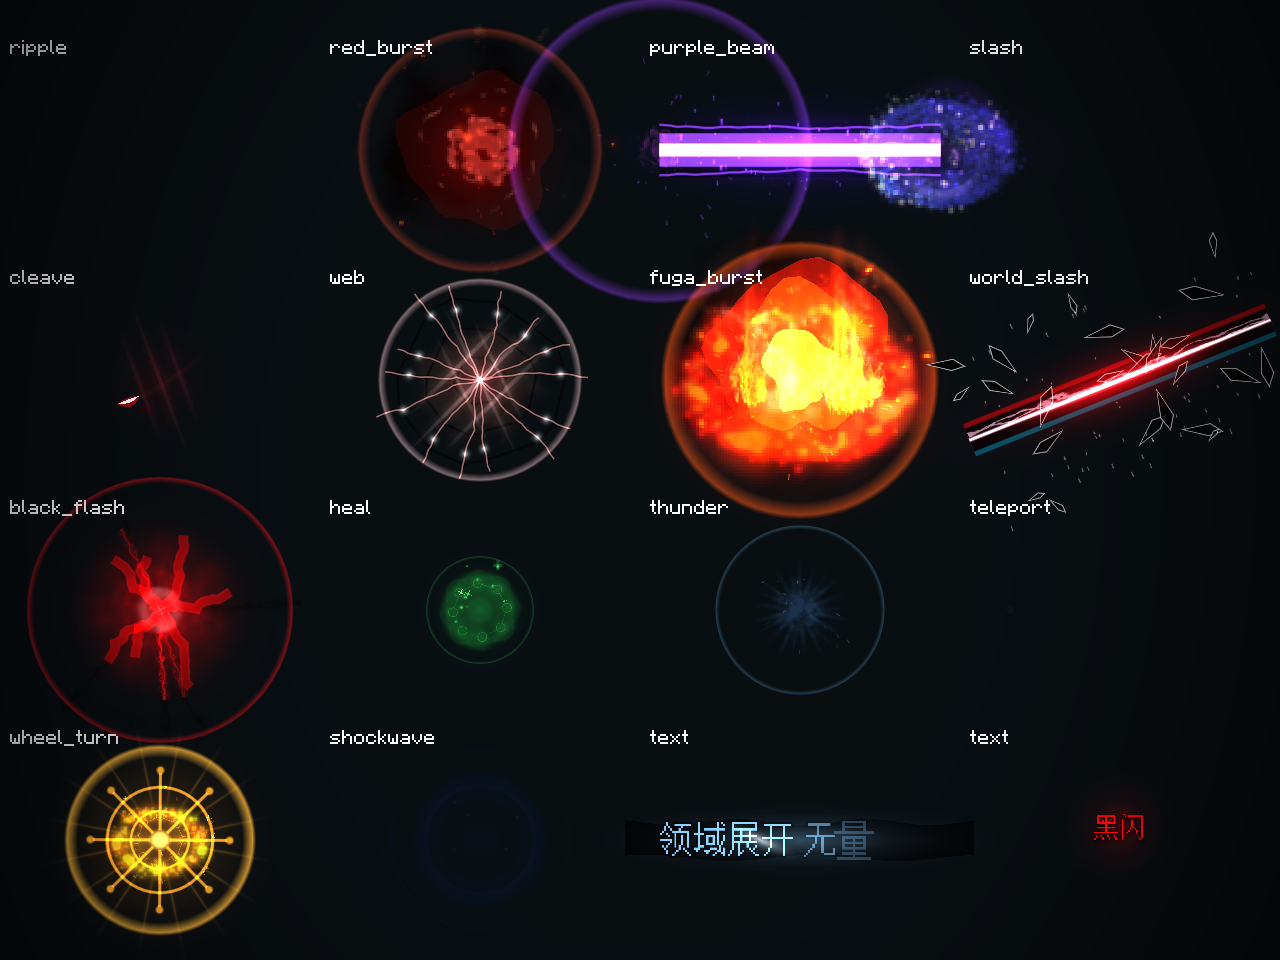 ripple
red_burst
purple_beam
slash
cleave
web
fuga_burst
world_slash
black_flash
heal
thunder
teleport
wheel_turn
shockwave
text
text
领域展开 无量
黑闪